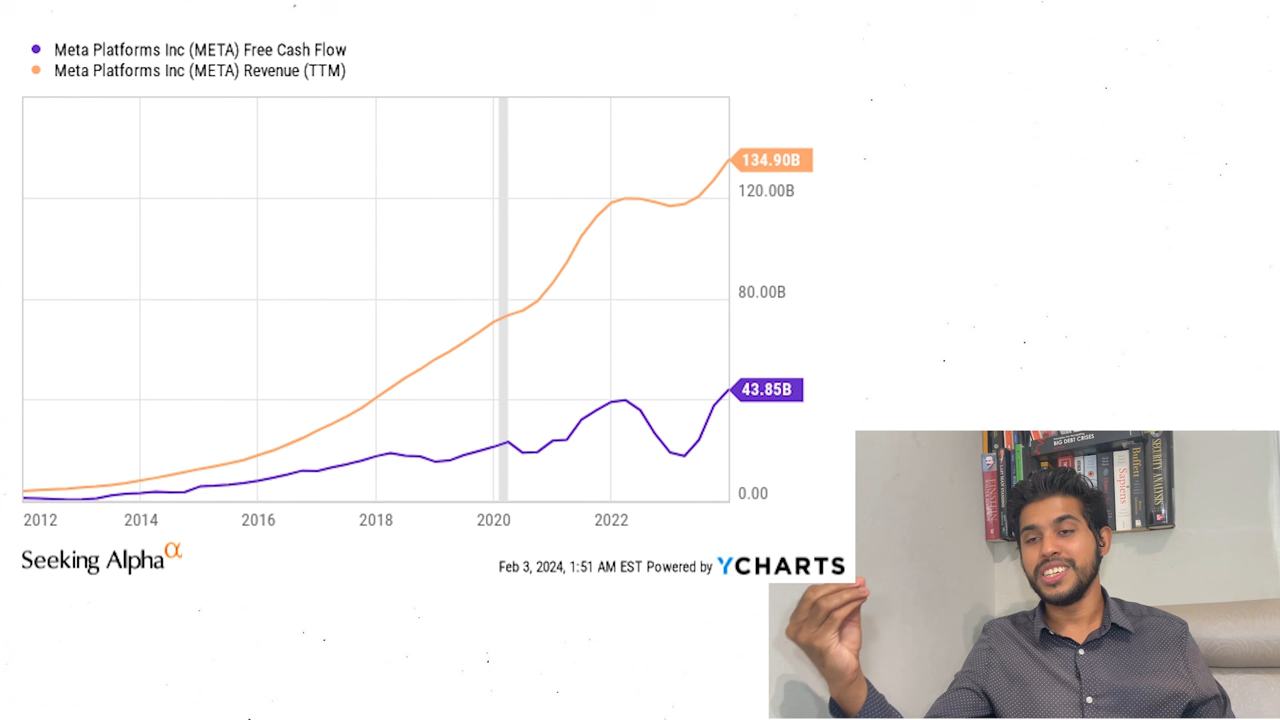 Meta Platforms Inc (META) Free Cash Flow
Meta Platforms Inc (META) Revenue (TTM)
134.90B
120.00B
80.00B
43.85B
0.00
2012 2014 2016 2018 2020 2022
Seeking Alpha α
Feb 3, 2024, 1:51 AM EST Powered by YCHARTS
BIG DEBT CRISES
EINSTEIN
Sapiens
Buffett
SECURITY ANALYSIS